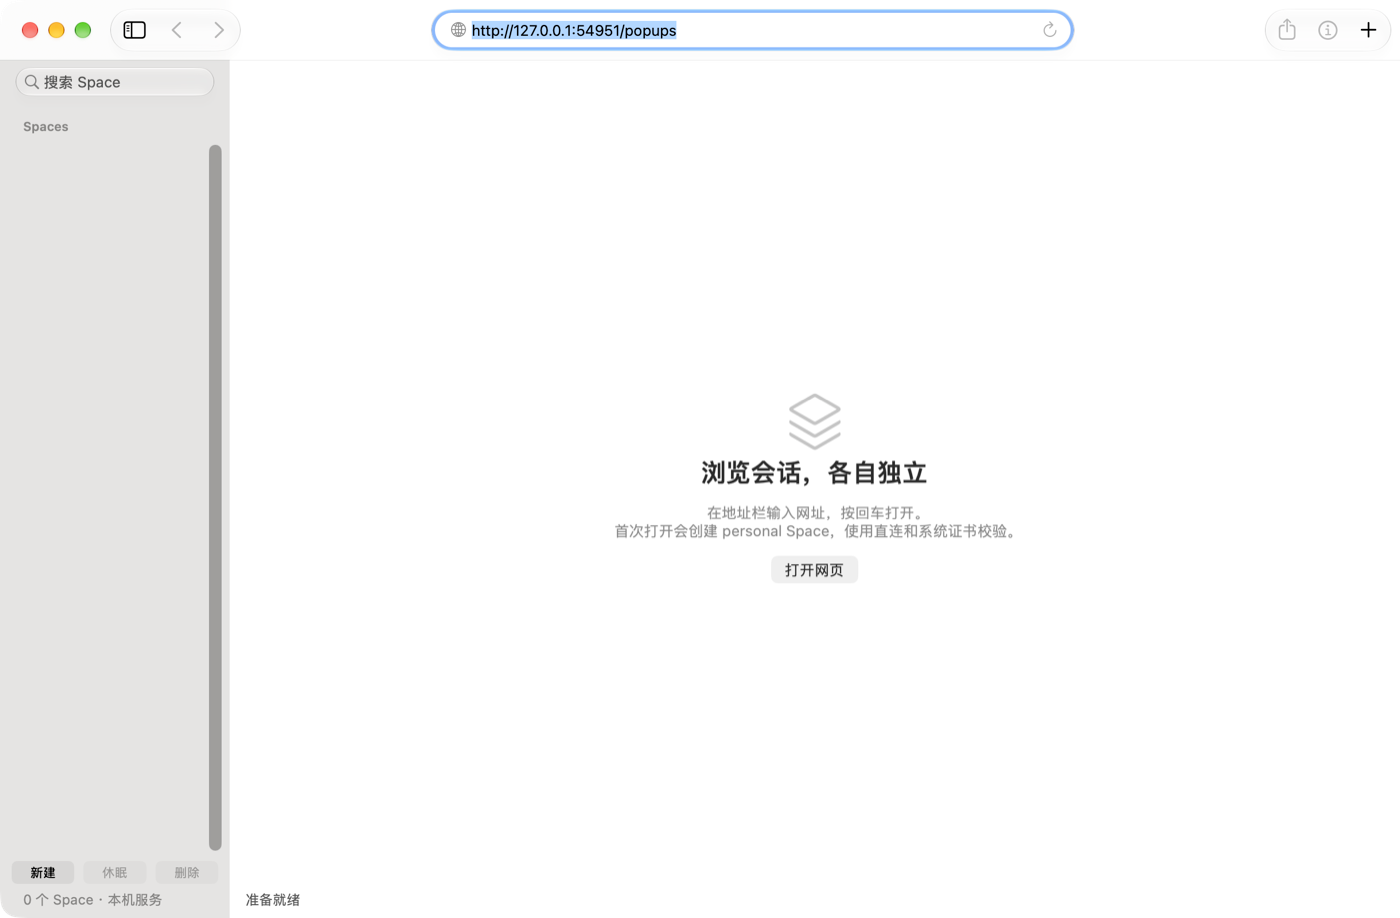 http://127.0.0.1:54951/popups
搜索 Space
Spaces
浏览会话，各自独立
在地址栏输入网址，按回车打开。
首次打开会创建 personal Space，使用直连和系统证书校验。
打开网页
新建 休眠 删除
0 个 Space · 本机服务
准备就绪